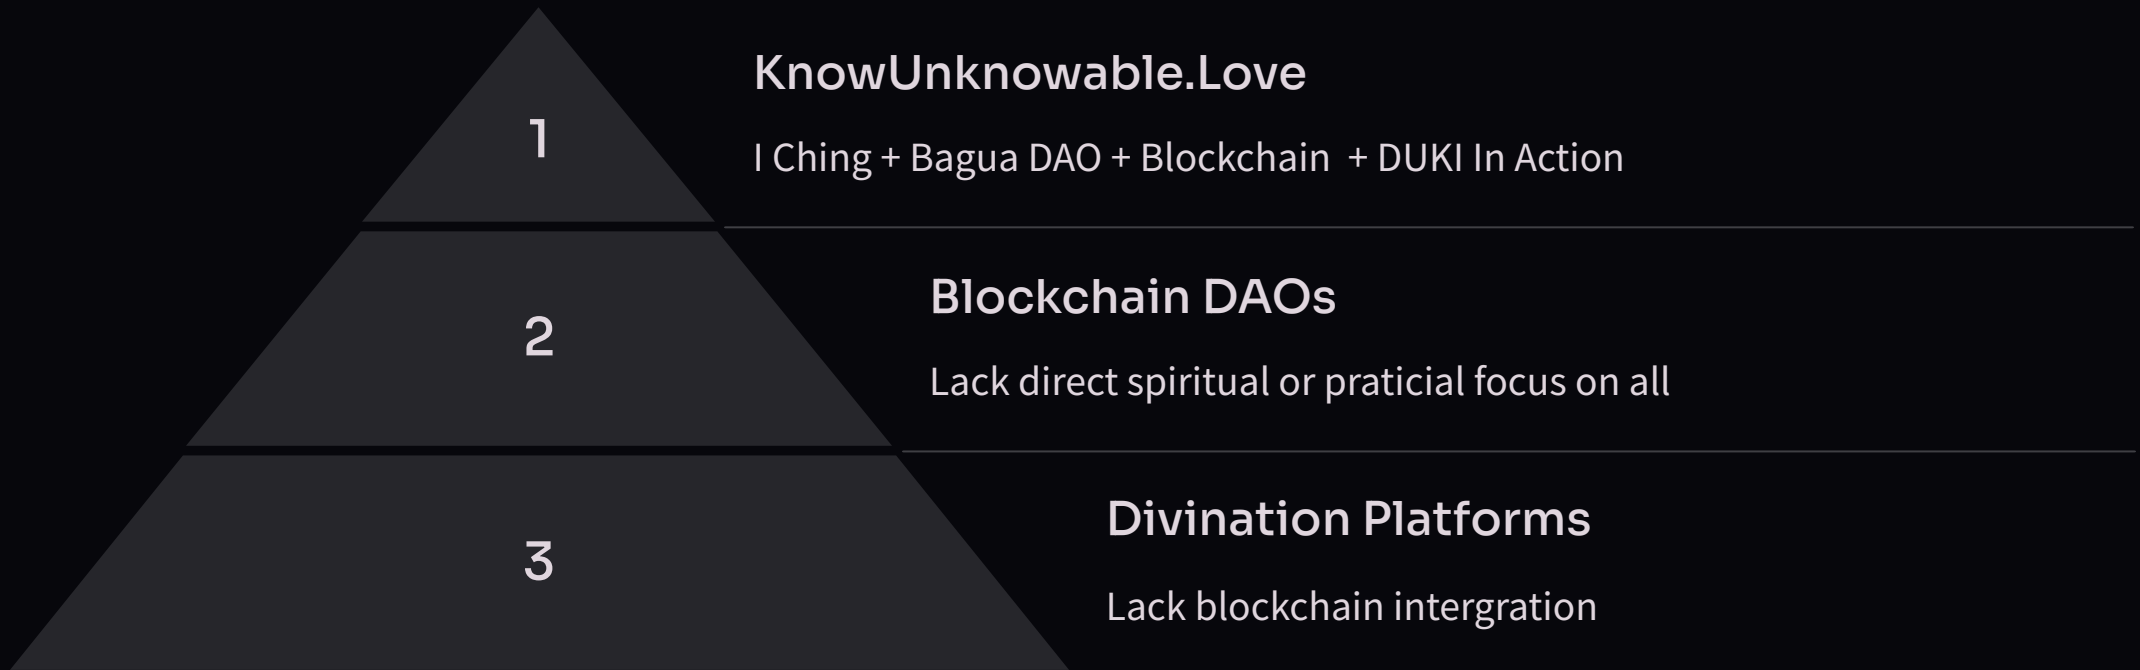 1
KnowUnknowable.Love
I Ching + Bagua DAO + Blockchain + DUKI In Action
2
Blockchain DAOs
Lack direct spiritual or praticial focus on all
3
Divination Platforms
Lack blockchain intergration